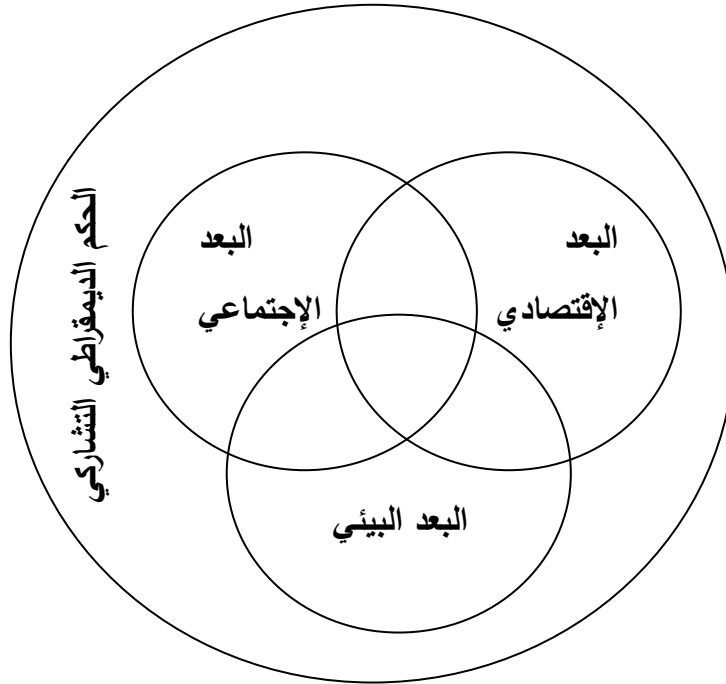 البعد
الإقتصادي
البعد
الإجتماعي
البعد البيئي
الحكم الديمقراطي التشاركي